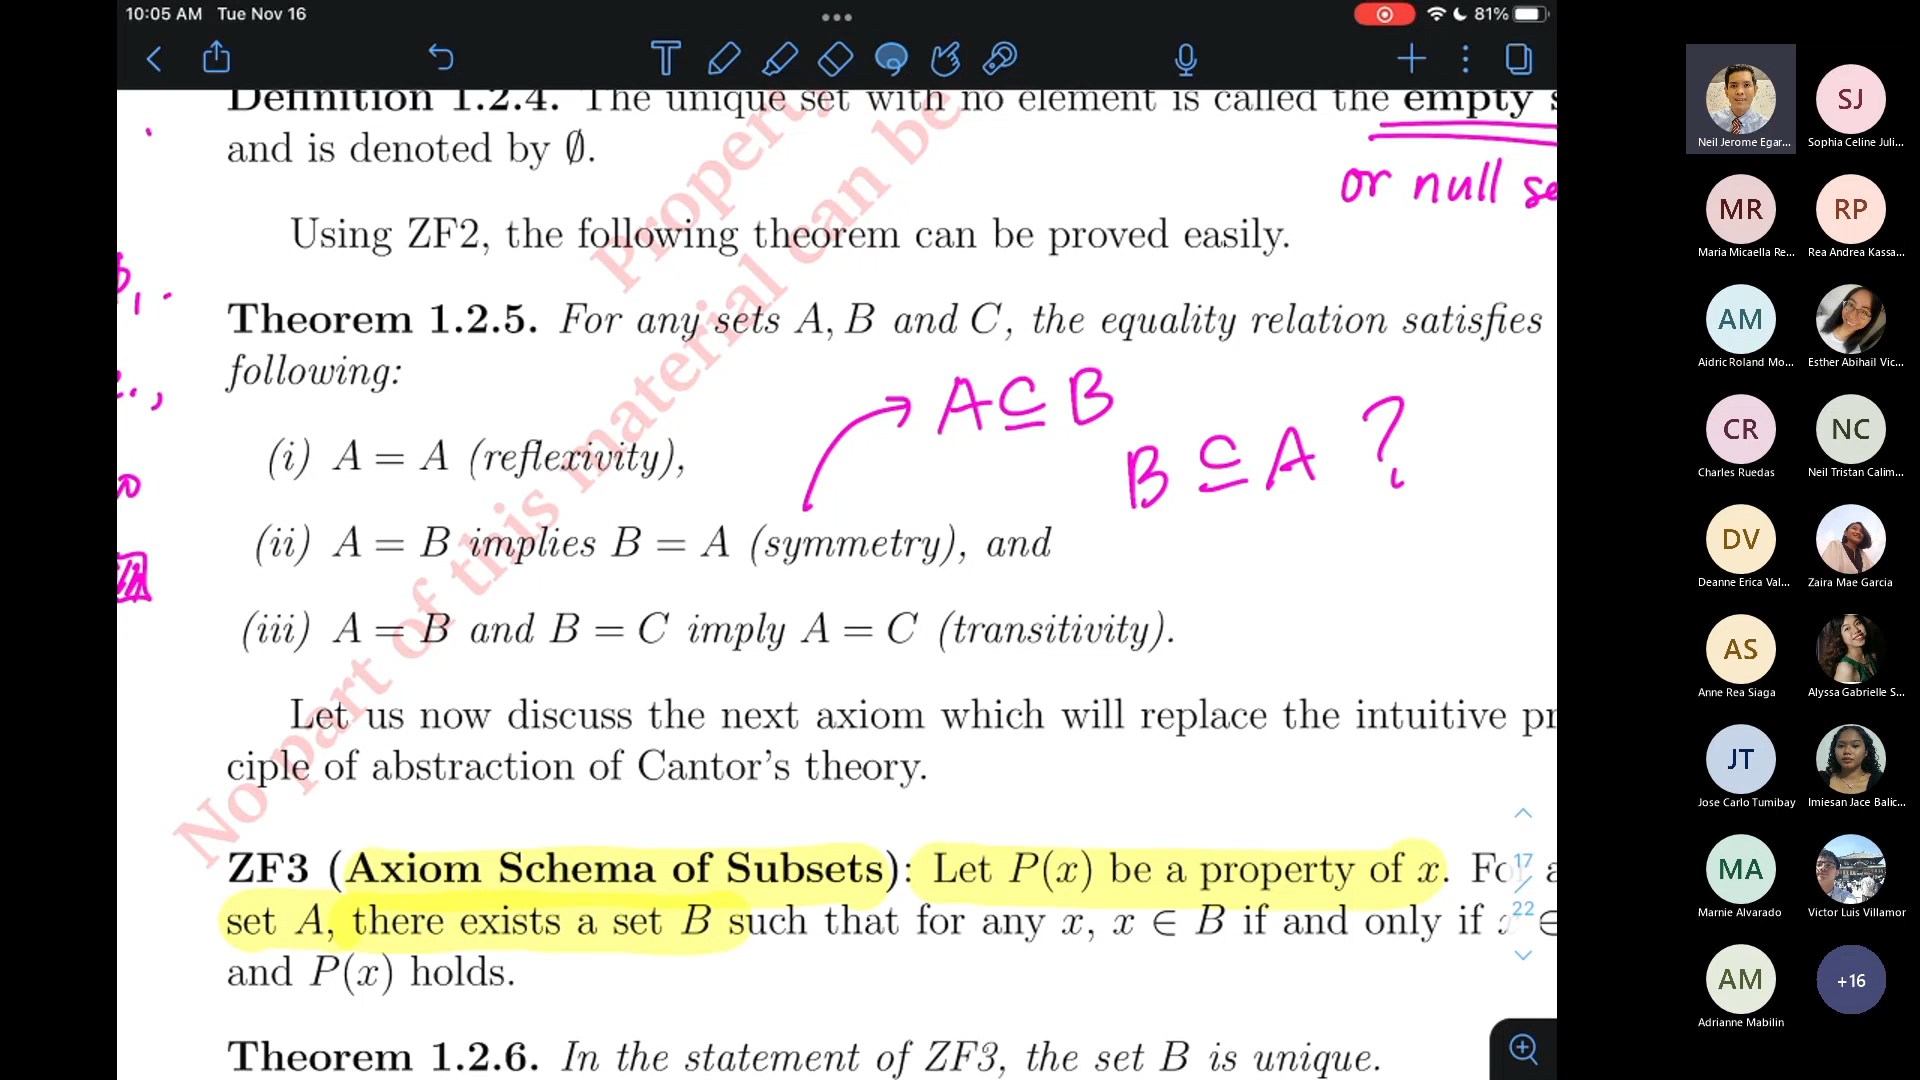 10:05 AM Tue Nov 16
81%
Definition 1.2.4. The unique set with no element is called the empty s
and is denoted by ∅.
or null se
Using ZF2, the following theorem can be proved easily.
Theorem 1.2.5. For any sets A, B and C, the equality relation satisfies
following:
A ⊆ B
B ⊆ A ?
(i) A = A (reflexivity),
(ii) A = B implies B = A (symmetry), and
(iii) A = B and B = C imply A = C (transitivity).
Let us now discuss the next axiom which will replace the intuitive pr
ciple of abstraction of Cantor's theory.
ZF3 (Axiom Schema of Subsets): Let P(x) be a property of x. Fo a
set A, there exists a set B such that for any x, x ∈ B if and only if x ∈
and P(x) holds.
Theorem 1.2.6. In the statement of ZF3, the set B is unique.
17
22
No part of this material can be
Property
Neil Jerome Egar...
SJ
Sophia Celine Juli...
MR
Maria Micaella Re...
RP
Rea Andrea Kassa...
AM
Aidric Roland Mo...
Esther Abihail Vic...
CR
Charles Ruedas
NC
Neil Tristan Calim...
DV
Deanne Erica Val...
Zaira Mae Garcia
AS
Anne Rea Siaga
Alyssa Gabrielle S...
JT
Jose Carlo Tumibay
Imiesan Jace Balic...
MA
Marnie Alvarado
Victor Luis Villamor
AM
Adrianne Mabilin
+16